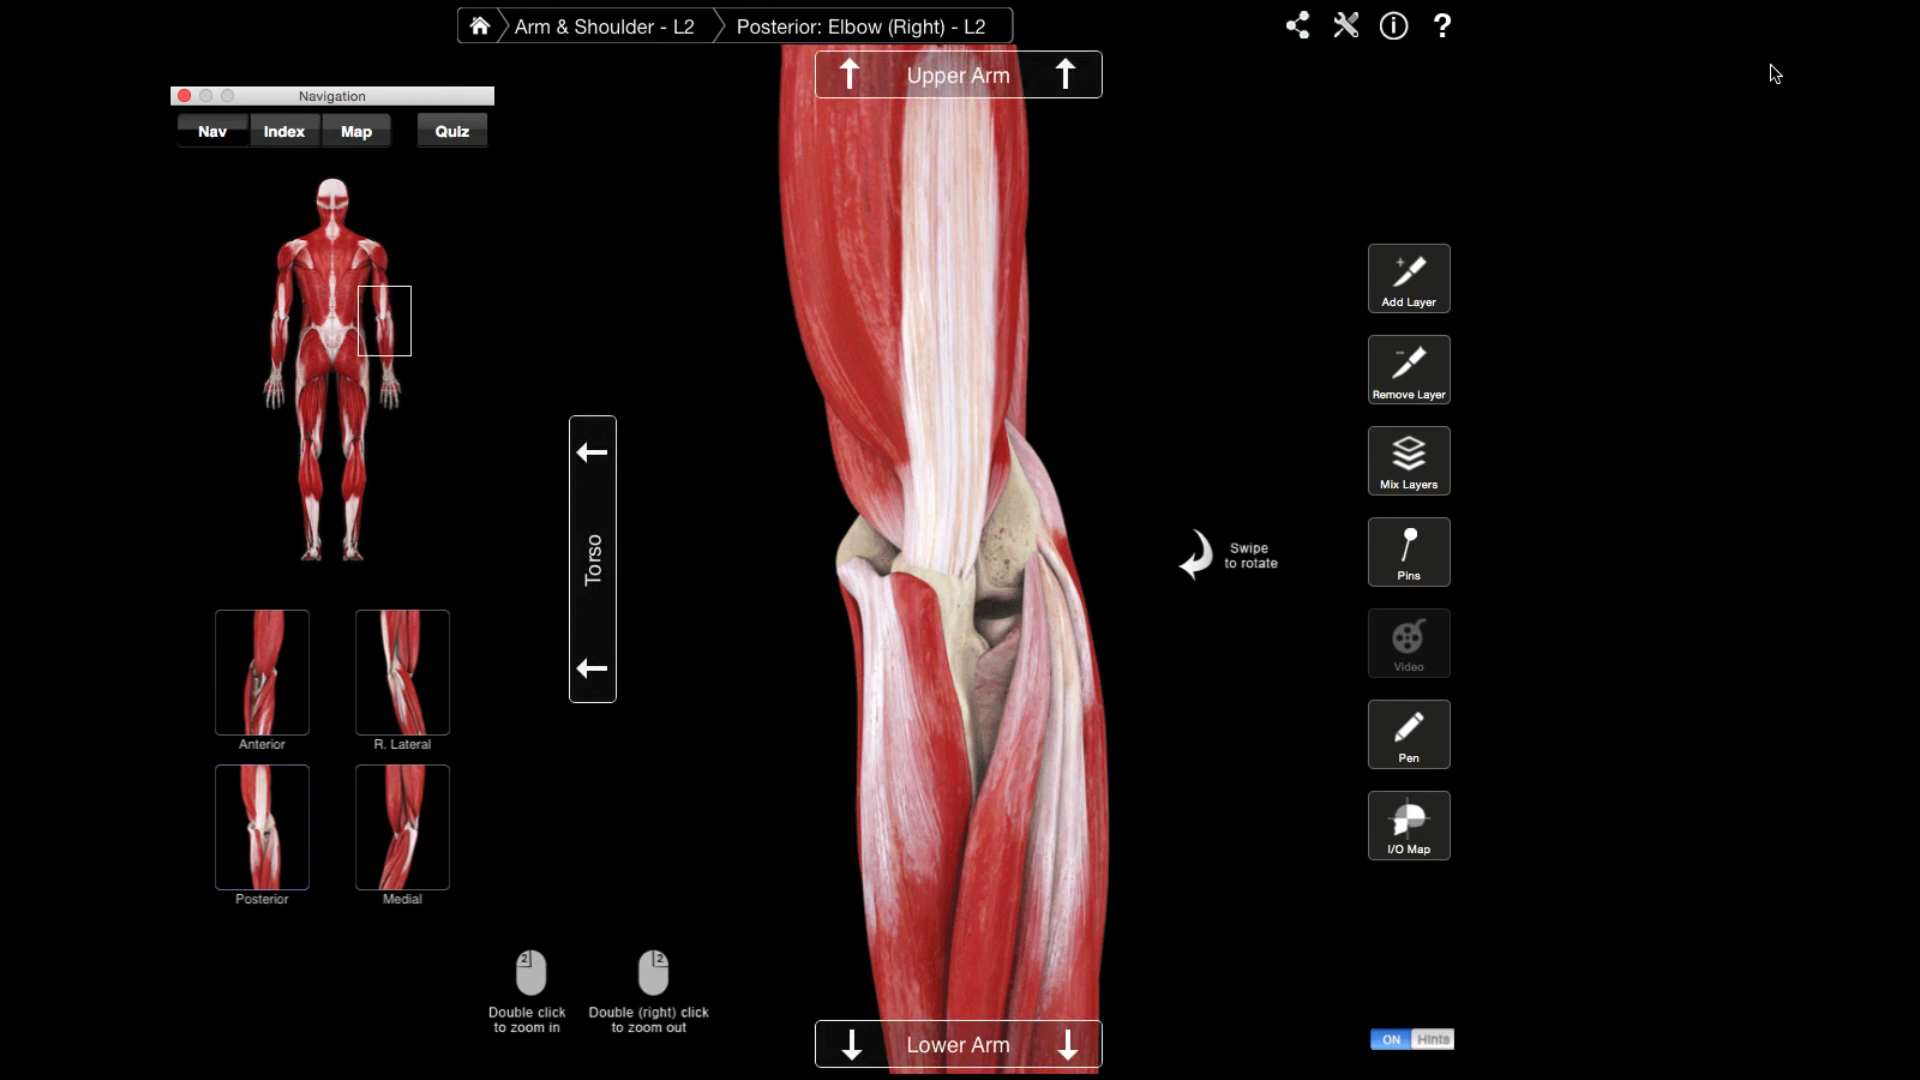 Arm & Shoulder - L2
Posterior: Elbow (Right) - L2
Upper Arm
Navigation
Nav
Index
Map
Quiz
Add Layer
Remove Layer
Mix Layers
Torso
Swipe
to rotate
Pins
Video
Anterior
R. Lateral
Pen
I/O Map
Posterior
Medial
2
2
Double click
to zoom in
Double (right) click
to zoom out
Lower Arm
ON
Hints